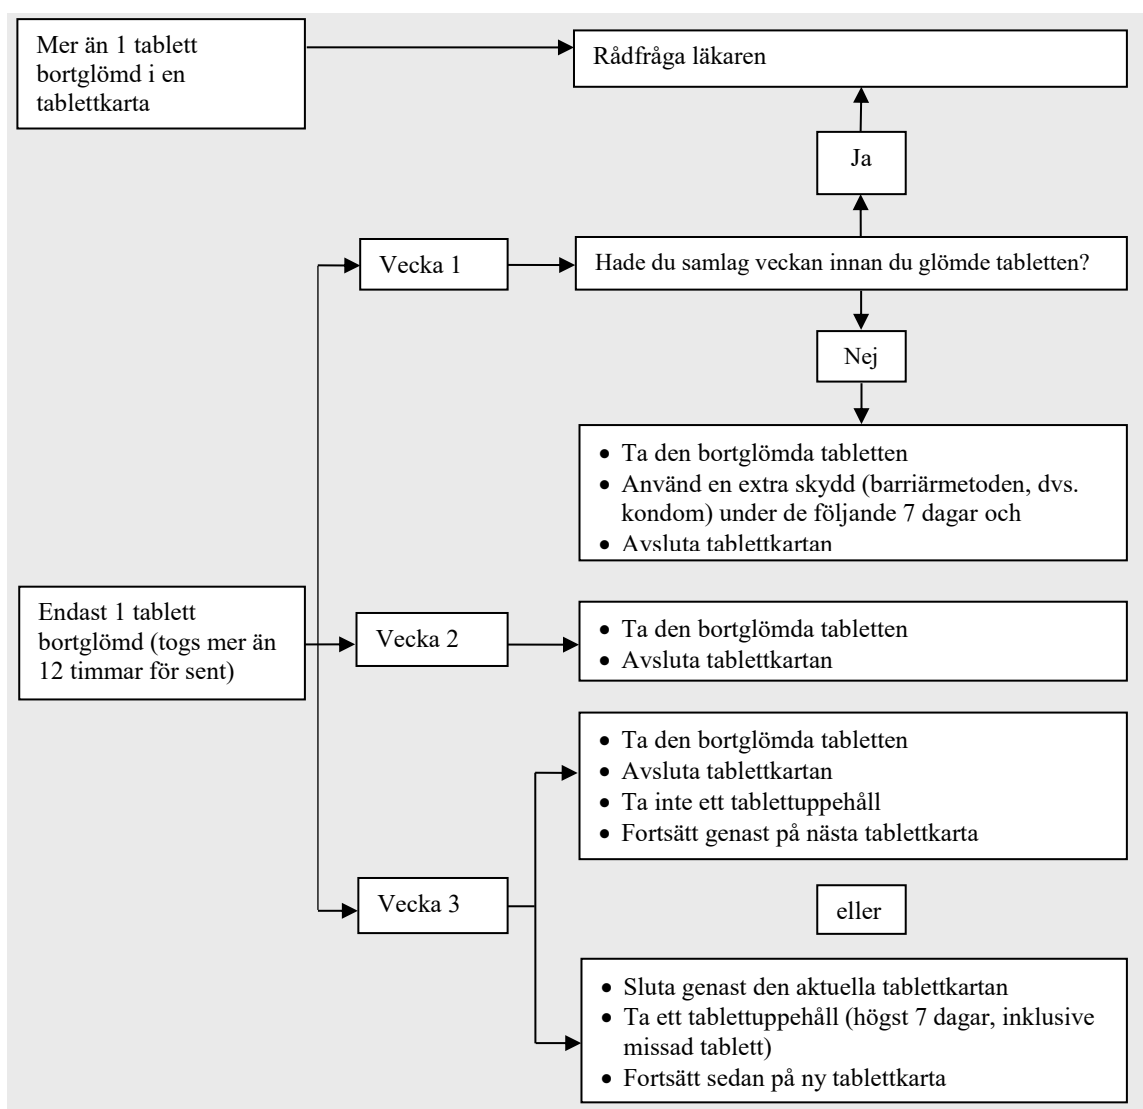 Mer än 1 tablett
bortglömd i en
tablettkarta
Rådfråga läkaren
Ja
Vecka 1
Hade du samlag veckan innan du glömde tabletten?
Nej
• Ta den bortglömda tabletten
• Använd en extra skydd (barriärmetoden, dvs.
kondom) under de följande 7 dagar och
• Avsluta tablettkartan
Endast 1 tablett
bortglömd (togs mer än
12 timmar för sent)
Vecka 2
• Ta den bortglömda tabletten
• Avsluta tablettkartan
• Ta den bortglömda tabletten
• Avsluta tablettkartan
• Ta inte ett tablettuppehåll
• Fortsätt genast på nästa tablettkarta
Vecka 3
eller
• Sluta genast den aktuella tablettkartan
• Ta ett tablettuppehåll (högst 7 dagar, inklusive
missad tablett)
• Fortsätt sedan på ny tablettkarta